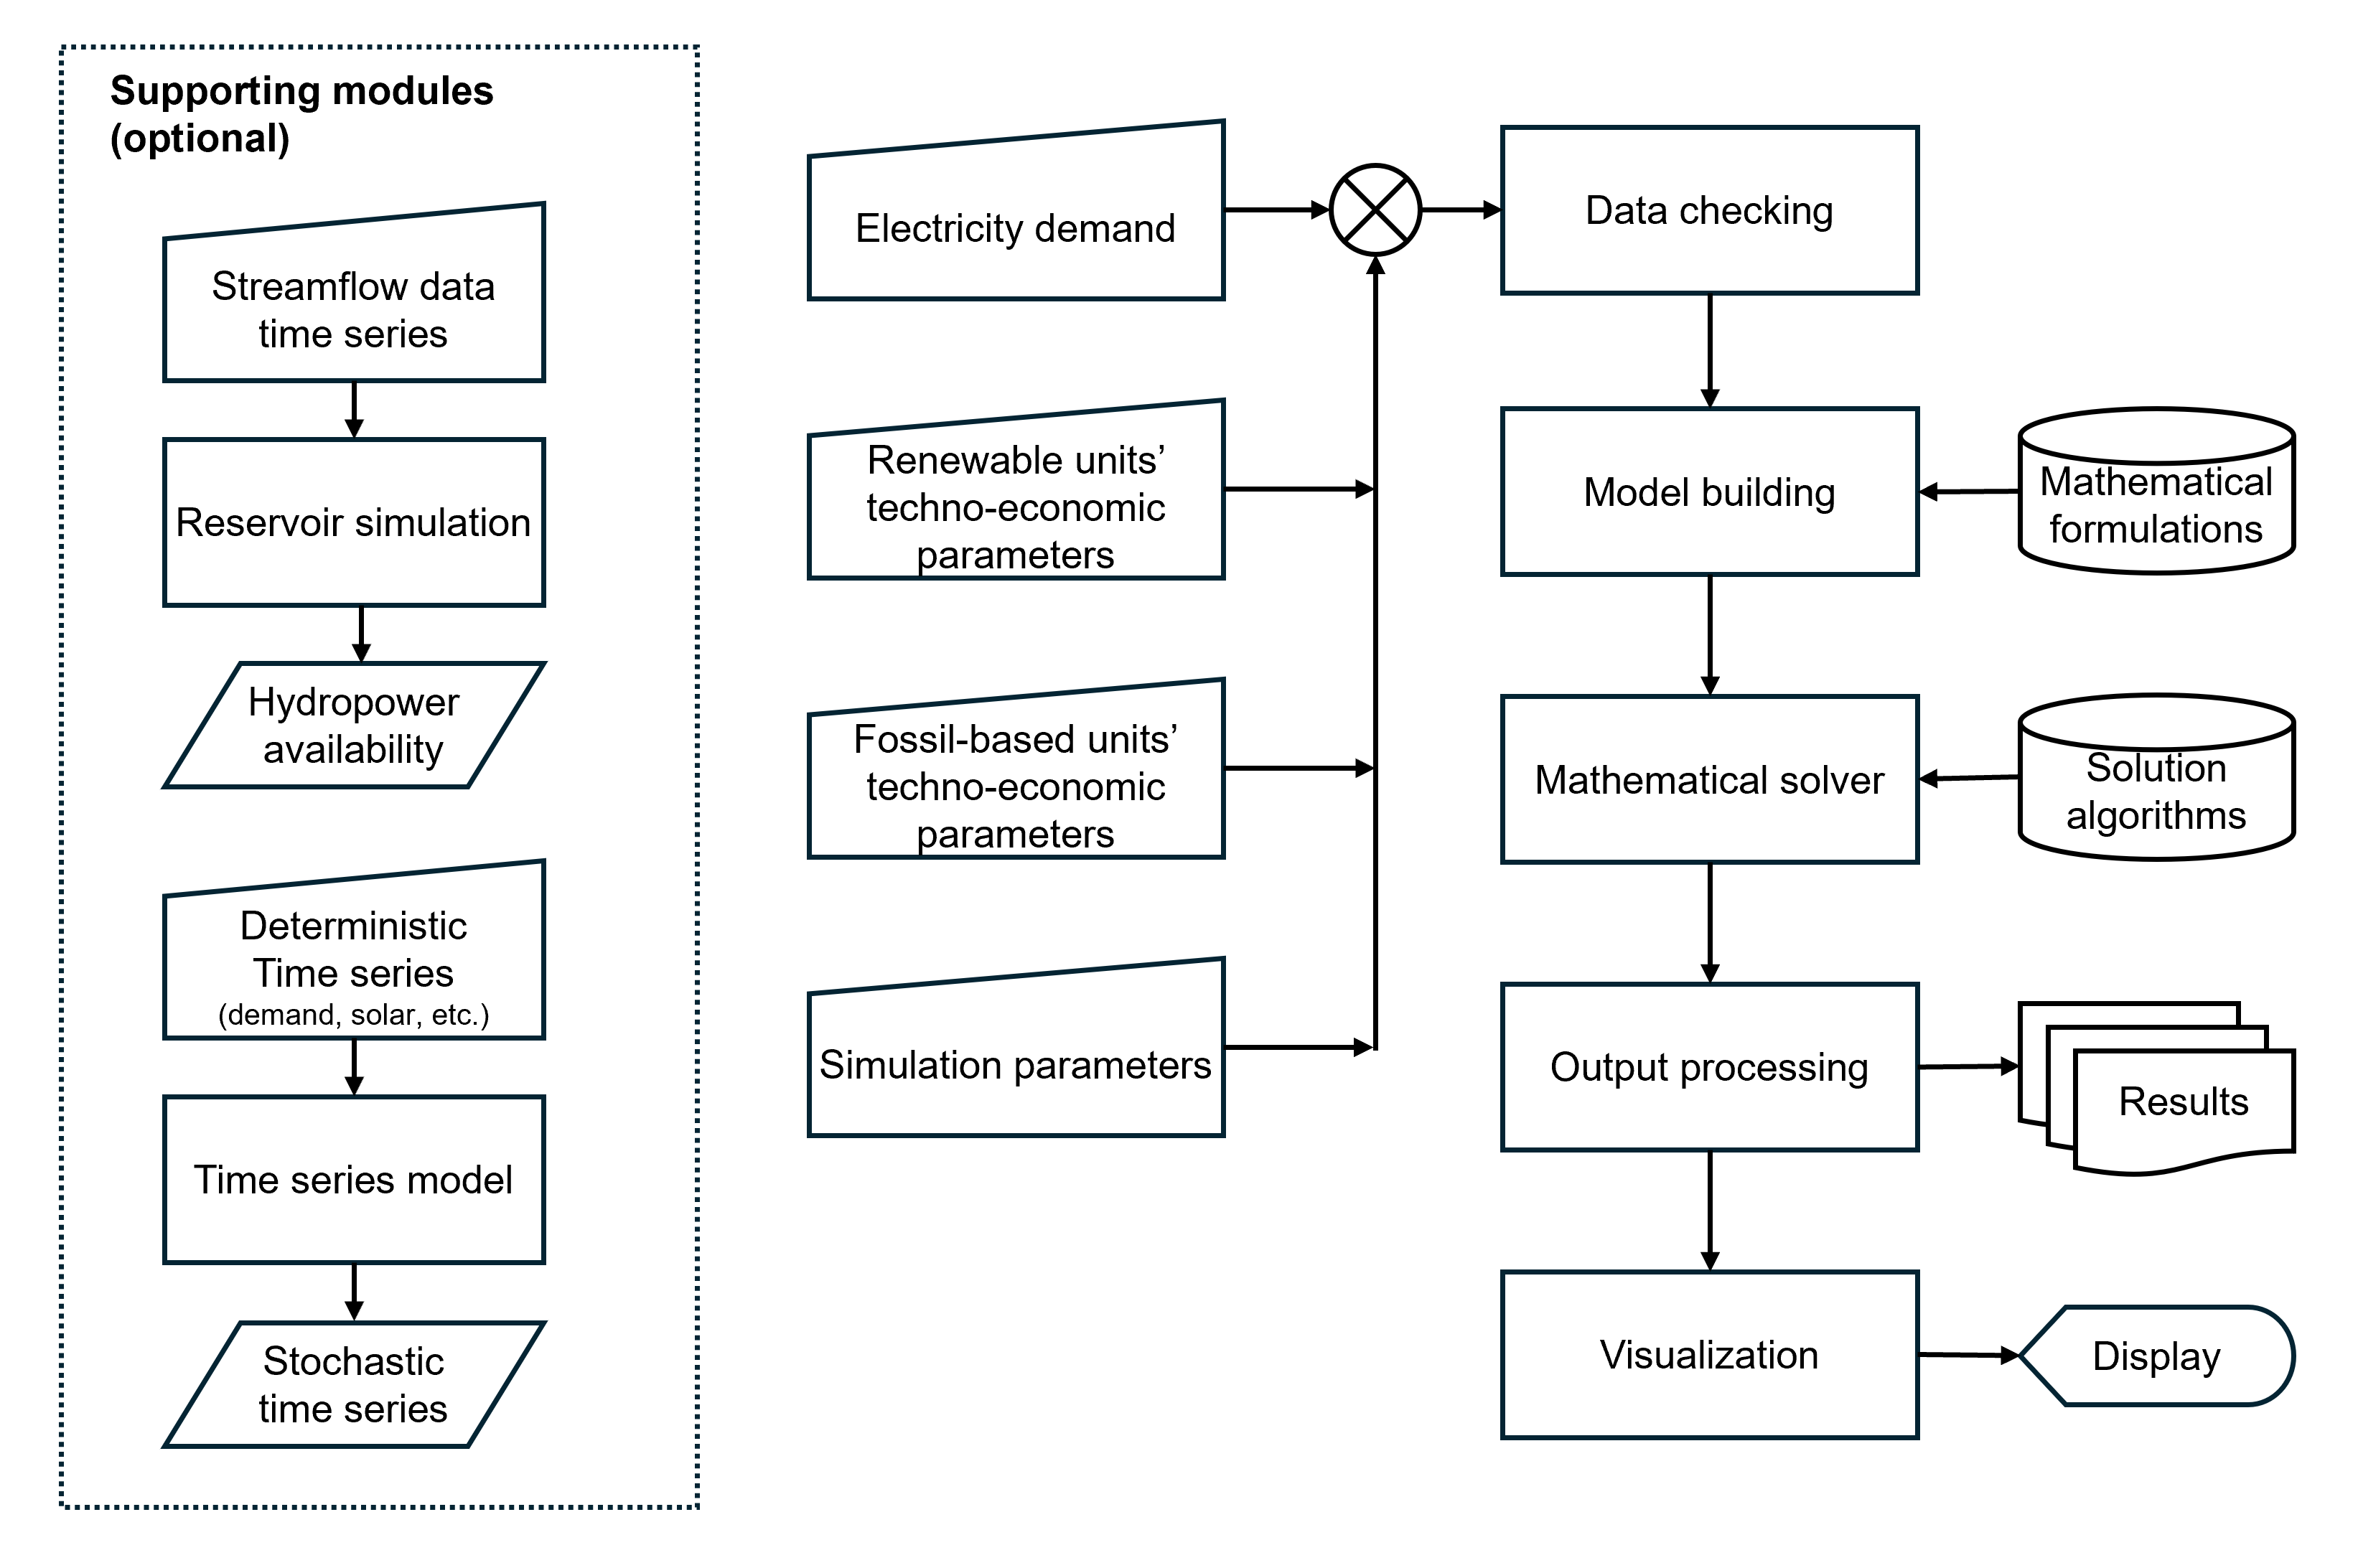 Supporting modules
(optional)
Streamflow data
time series
Reservoir simulation
Hydropower
availability
Deterministic
Time series
(demand, solar, etc.)
Time series model
Stochastic
time series
Electricity demand
Renewable units’
techno-economic
parameters
Fossil-based units’
techno-economic
parameters
Simulation parameters
Data checking
Model building
Mathematical
formulations
Mathematical solver
Solution
algorithms
Output processing
Results
Visualization
Display